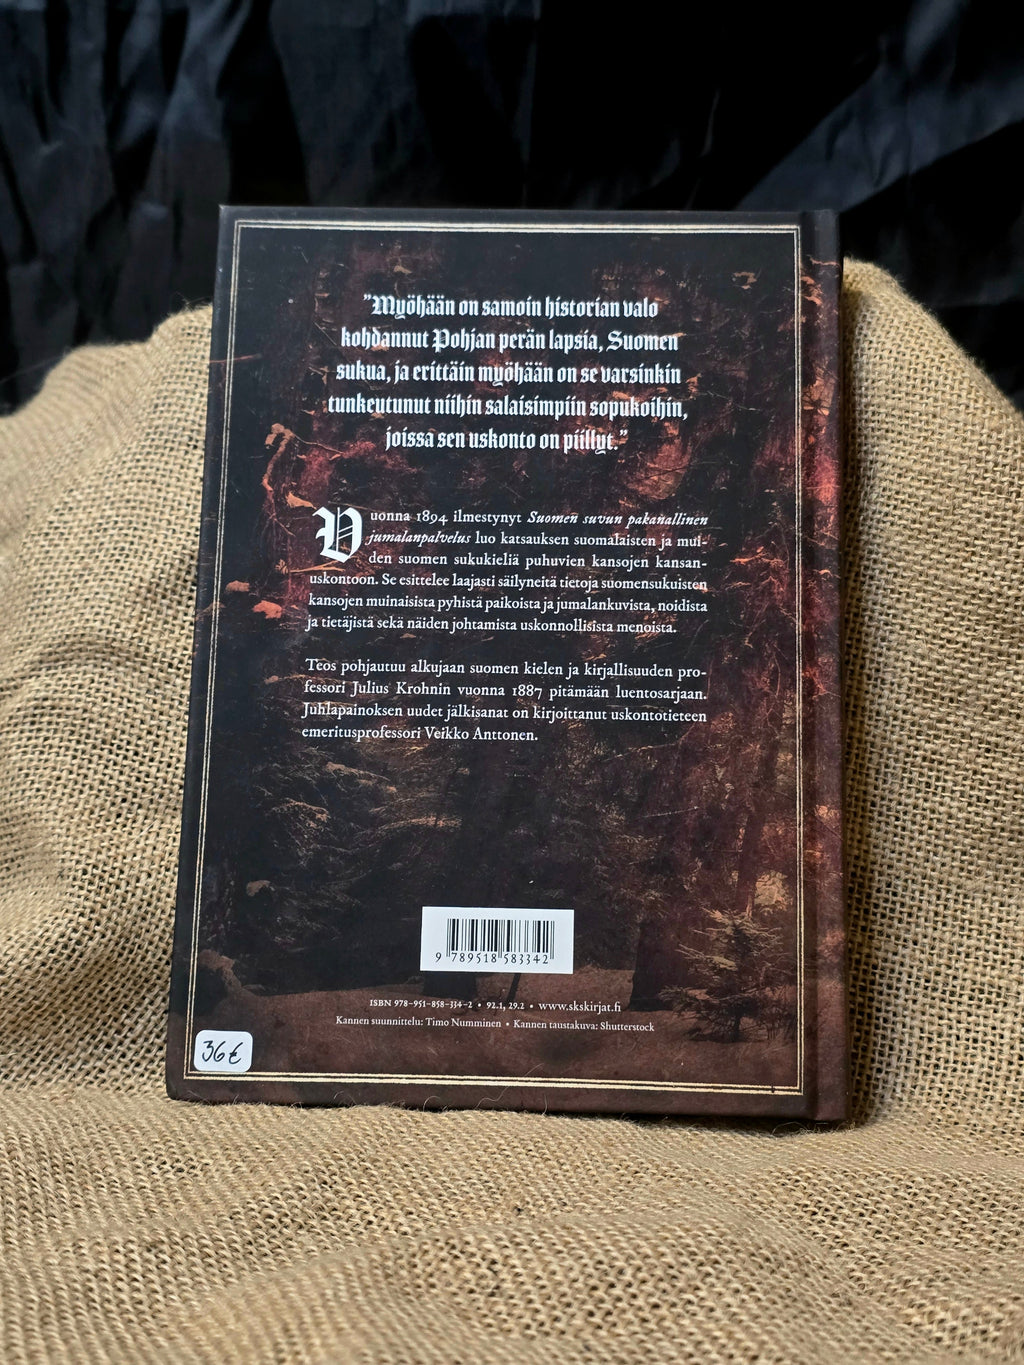 ”Myöhään on samoin historian valo
kohdannut Pohjan perän lapsia, Suomen
sukua, ja erittäin myöhään on se varsinkin
tunkeutunut niihin salaisimpiin sopukoihin,
joissa sen uskonto on piillyt.”
Vuonna 1894 ilmestynyt Suomen suvun pakanallinen
jumalanpalvelus luo katsauksen suomalaisten ja mui-
den suomen sukukieliä puhuvien kansojen kansan-
uskontoon. Se esittelee laajasti säilyneitä tietoja suomensukuisten
kansojen muinaisista pyhistä paikoista ja jumalankuvista, noidista
ja tietäjistä sekä näiden johtamista uskonnollisista menoista.
Teos pohjautuu alkujaan suomen kielen ja kirjallisuuden pro-
fessori Julius Krohnin vuonna 1887 pitämään luentosarjaan.
Juhlapainoksen uudet jälkisanat on kirjoittanut uskontotieteen
emeritusprofessori Veikko Anttonen.
9 789518 583342
ISBN 978-951-858-334-2 • 92.1, 29.2 • www.skskirjat.fi
Kannen suunnittelu: Timo Numminen • Kannen taustakuva: Shutterstock
36€